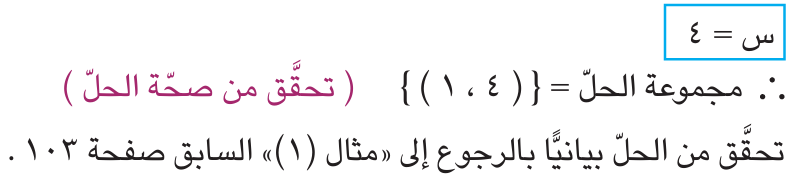 س = ٤
∴ مجموعة الحلّ = { ( ٤ ، ١ ) } ( تحقَّق من صحّة الحلّ )
تحقَّق من الحلّ بيانيًّا بالرجوع إلى «مثال (١)» السابق صفحة ١٠٣ .